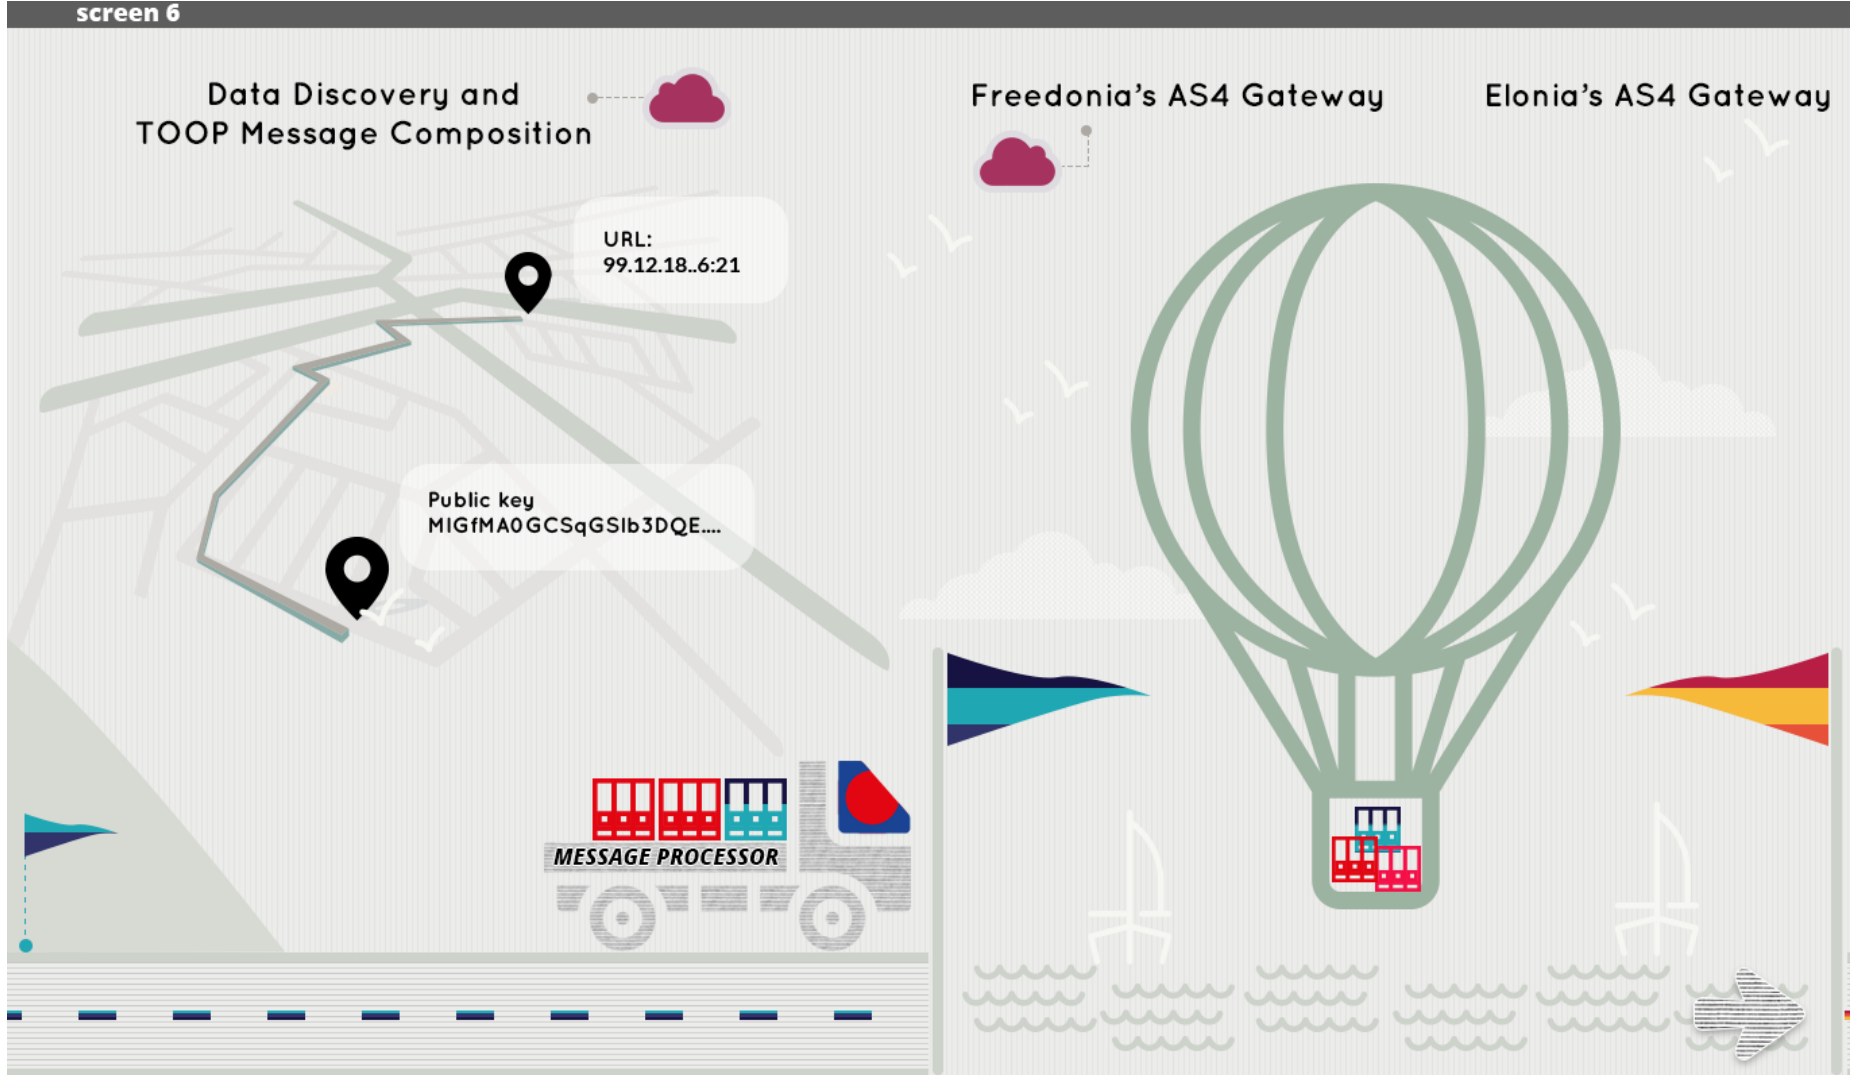 screen 6
Data Discovery and
TOOP Message Composition
Freedonia's AS4 Gateway
Elonia's AS4 Gateway
URL:
99.12.18..6:21
Public key
MIGfMA0GCSqGSIb3DQE....
MESSAGE PROCESSOR